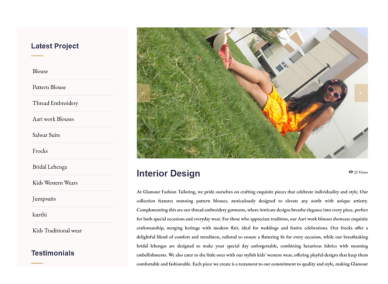 Latest Project
Blouse
Pattern Blouse
Thread Embroidery
Aari work Blouses
Salwar Suits
Frocks
Bridal Lehenga
Kids Western Wears
Jumpsuits
kurthi
Kids Traditional wear
Testimonials
Interior Design
22 Views
At Glamour Fashion Tailoring, we pride ourselves on crafting exquisite pieces that celebrate individuality and style. Our
collection features stunning pattern blouses, meticulously designed to elevate any outfit with unique artistry.
Complementing this are our thread embroidery garments, where intricate designs breathe elegance into every piece, perfect
for both special occasions and everyday wear. For those who appreciate tradition, our Aari work blouses showcase exquisite
craftsmanship, merging heritage with modern flair, ideal for weddings and festive celebrations. Our frocks offer a
delightful blend of comfort and trendiness, tailored to ensure a flattering fit for every occasion, while our breathtaking
bridal lehengas are designed to make your special day unforgettable, combining luxurious fabrics with stunning
embellishments. We also cater to the little ones with our stylish kids' western wear, offering playful designs that keep them
comfortable and fashionable. Each piece we create is a testament to our commitment to quality and style, making Glamour